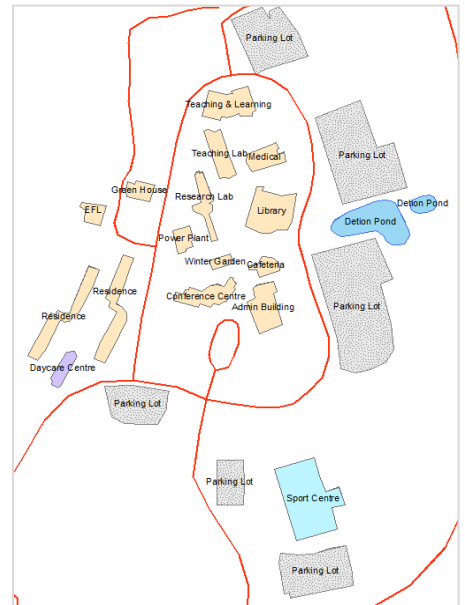 Parking Lot
Teaching & Learning
Teaching Lab
Medical
Parking Lot
Green House
Research Lab
Detion Pond
EFL
Library
Detion Pond
Power Plant
Winter Garden
Cafeteria
Residence
Conference Centre
Parking Lot
Admin Building
Residence
Daycare Centre
Parking Lot
Parking Lot
Sport Centre
Parking Lot